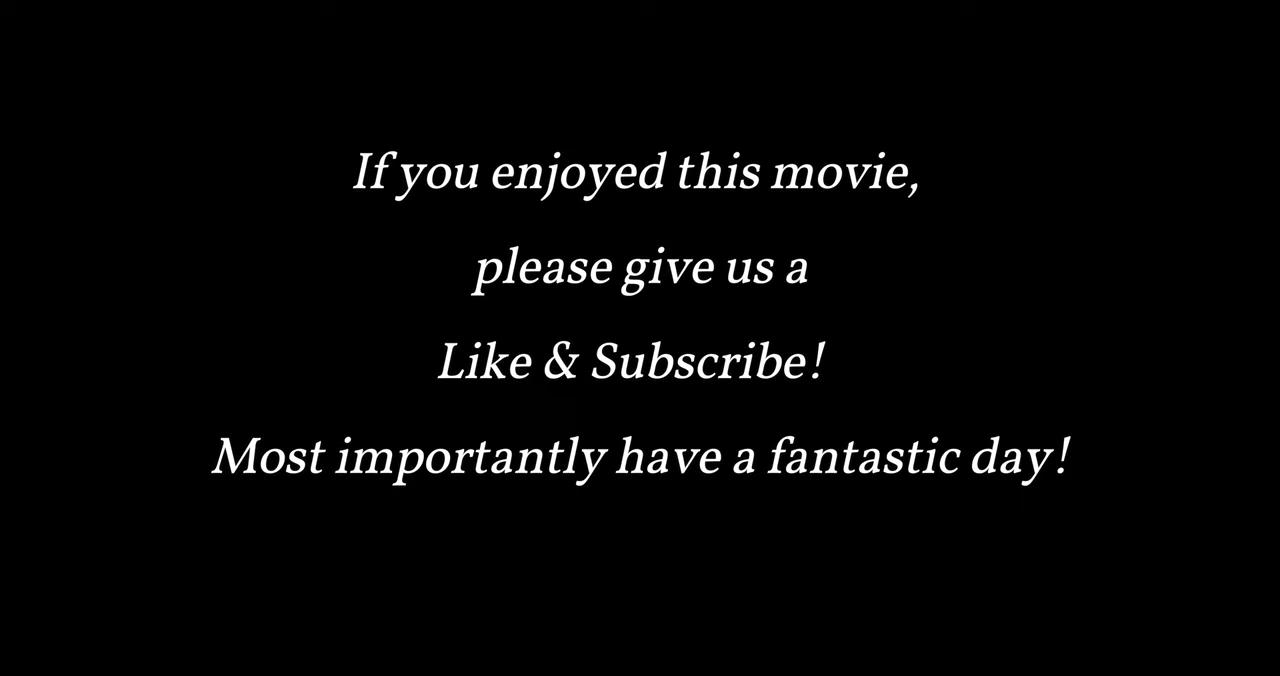 If you enjoyed this movie,
please give us a
Like & Subscribe!
Most importantly have a fantastic day!